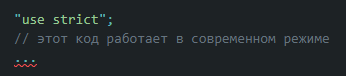 "use strict";
// этот код работает в современном режиме
...